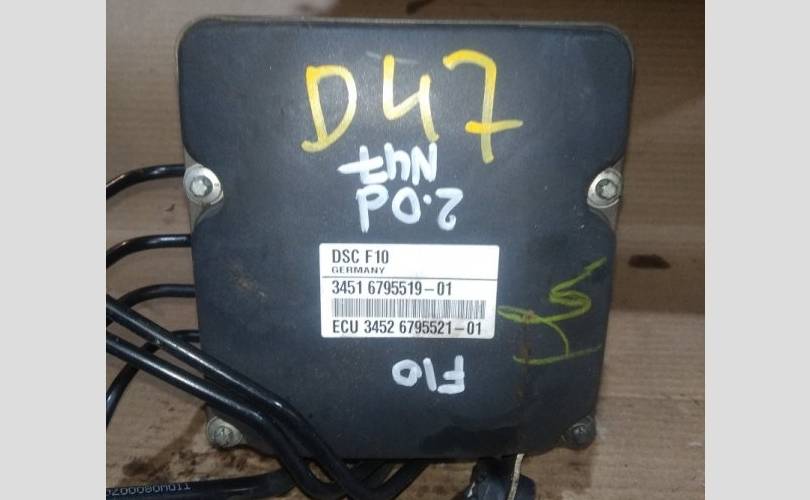 D47
2.0d
N47
DSC F10
GERMANY
3451 6795519-01
ECU 3452 6795521-01
F10